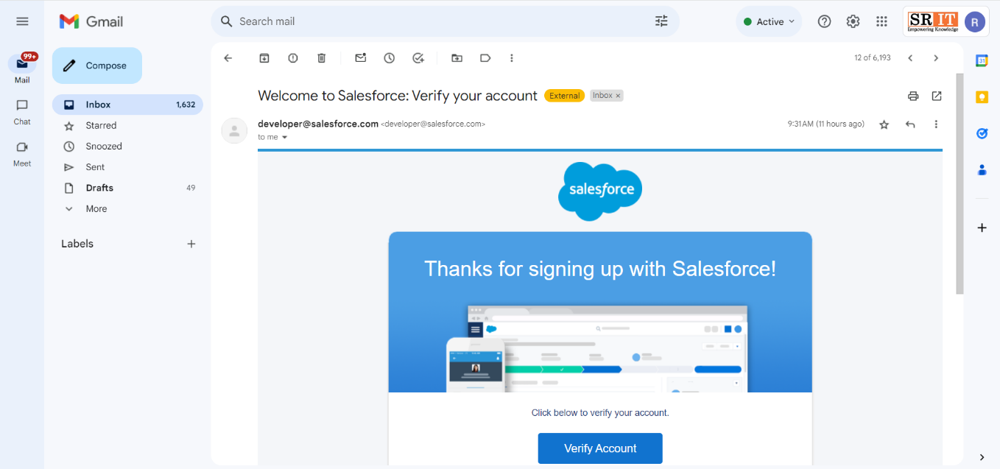 Gmail
Search mail
Active
SRIT
Empowering Knowledge
R
99+
Mail
Chat
Meet
Compose
Inbox 1,632
Starred
Snoozed
Sent
Drafts 49
More
Labels
12 of 6,193
31
Welcome to Salesforce: Verify your account External Inbox ×
developer@salesforce.com <developer@salesforce.com> 9:31AM (11 hours ago)
to me
salesforce
Thanks for signing up with Salesforce!
Click below to verify your account.
Verify Account